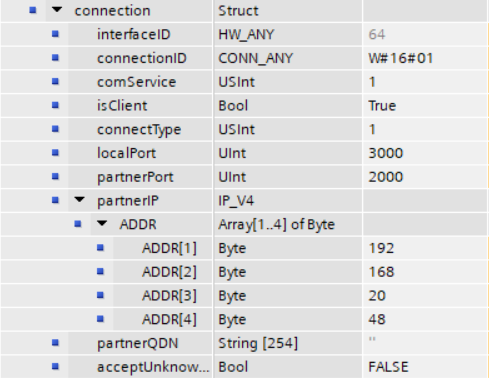 connection Struct
interfaceID HW_ANY 64
connectionID CONN_ANY W#16#01
comService USInt 1
isClient Bool True
connectType USInt 1
localPort UInt 3000
partnerPort UInt 2000
partnerIP IP_V4
ADDR Array[1..4] of Byte
ADDR[1] Byte 192
ADDR[2] Byte 168
ADDR[3] Byte 20
ADDR[4] Byte 48
partnerQDN String [254] ''
acceptUnknow... Bool FALSE